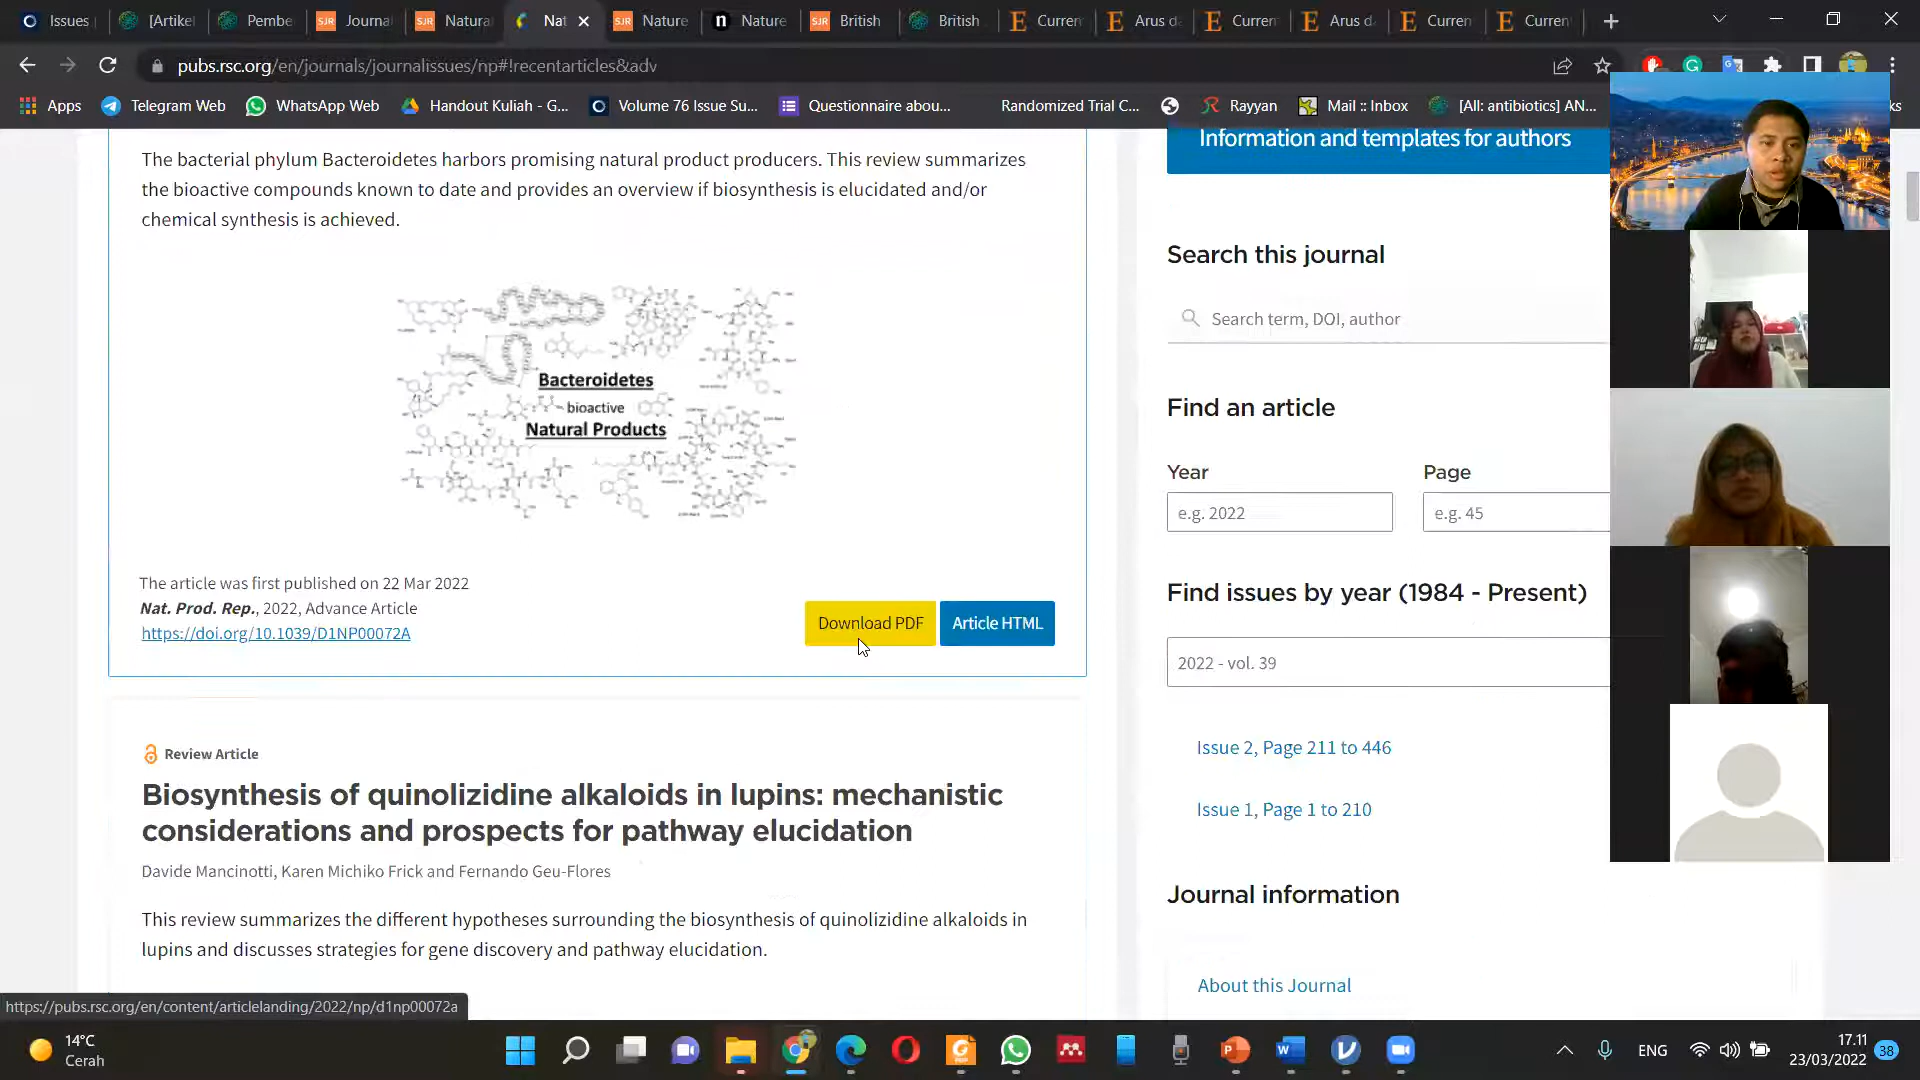 Issues
[Artikel
Pembe
SJR Journa
SJR Natura
Nat
SJR Nature
n Nature
SJR British
British
E Curren
E Arus d
E Curren
E Arus d
E Curren
E Curren
pubs.rsc.org/en/journals/journalissues/np#!recentarticles&adv
Apps
Telegram Web
WhatsApp Web
Handout Kuliah - G...
Volume 76 Issue Su...
Questionnaire abou...
Randomized Trial C...
Rayyan
Mail :: Inbox
[All: antibiotics] AN...
ks
The bacterial phylum Bacteroidetes harbors promising natural product producers. This review summarizes
the bioactive compounds known to date and provides an overview if biosynthesis is elucidated and/or
chemical synthesis is achieved.
Bacteroidetes
bioactive
Natural Products
The article was first published on 22 Mar 2022
Nat. Prod. Rep., 2022, Advance Article
https://doi.org/10.1039/D1NP00072A
Download PDF
Article HTML
Review Article
Biosynthesis of quinolizidine alkaloids in lupins: mechanistic
considerations and prospects for pathway elucidation
Davide Mancinotti, Karen Michiko Frick and Fernando Geu-Flores
This review summarizes the different hypotheses surrounding the biosynthesis of quinolizidine alkaloids in
lupins and discusses strategies for gene discovery and pathway elucidation.
Information and templates for authors
Search this journal
Search term, DOI, author
Find an article
Year
Page
e.g. 2022
e.g. 45
Find issues by year (1984 - Present)
2022 - vol. 39
Issue 2, Page 211 to 446
Issue 1, Page 1 to 210
Journal information
About this Journal
https://pubs.rsc.org/en/content/articlelanding/2022/np/d1np00072a
14°C
Cerah
ENG
17.11
23/03/2022
38